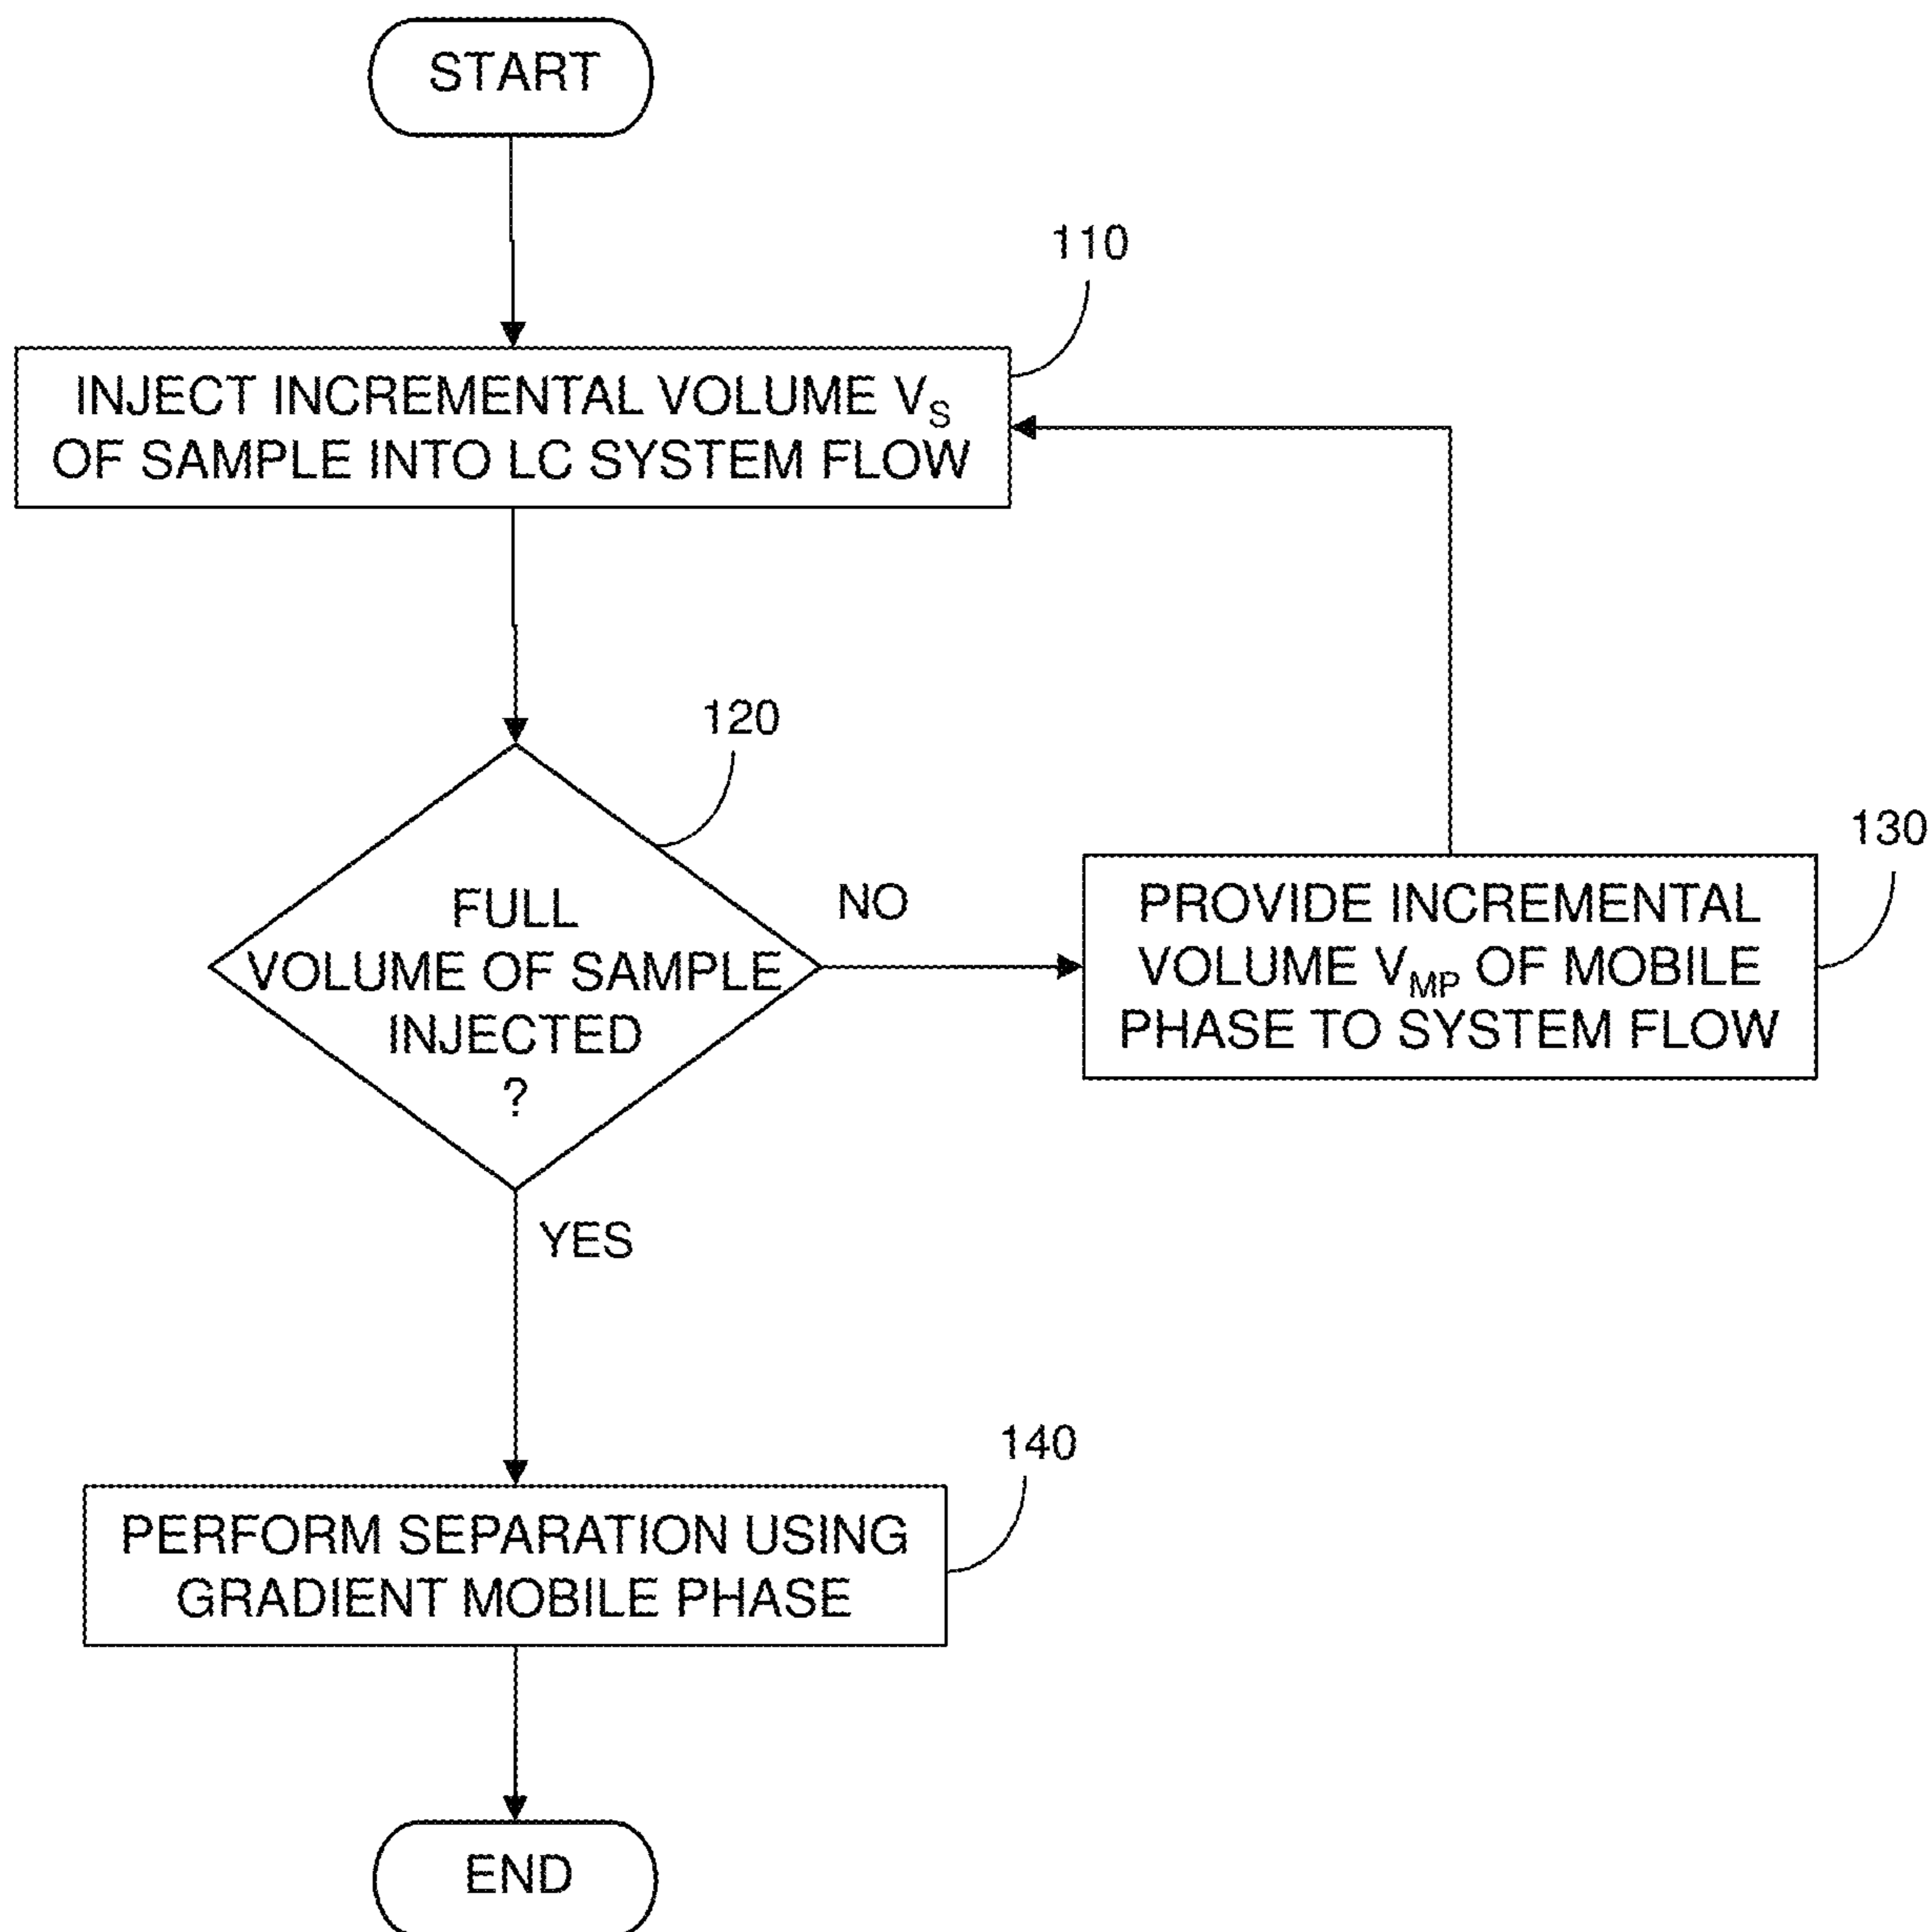 START
110
INJECT INCREMENTAL VOLUME VS
OF SAMPLE INTO LC SYSTEM FLOW
120
FULL
VOLUME OF SAMPLE
INJECTED
?
NO
130
PROVIDE INCREMENTAL
VOLUME VMP OF MOBILE
PHASE TO SYSTEM FLOW
YES
140
PERFORM SEPARATION USING
GRADIENT MOBILE PHASE
END